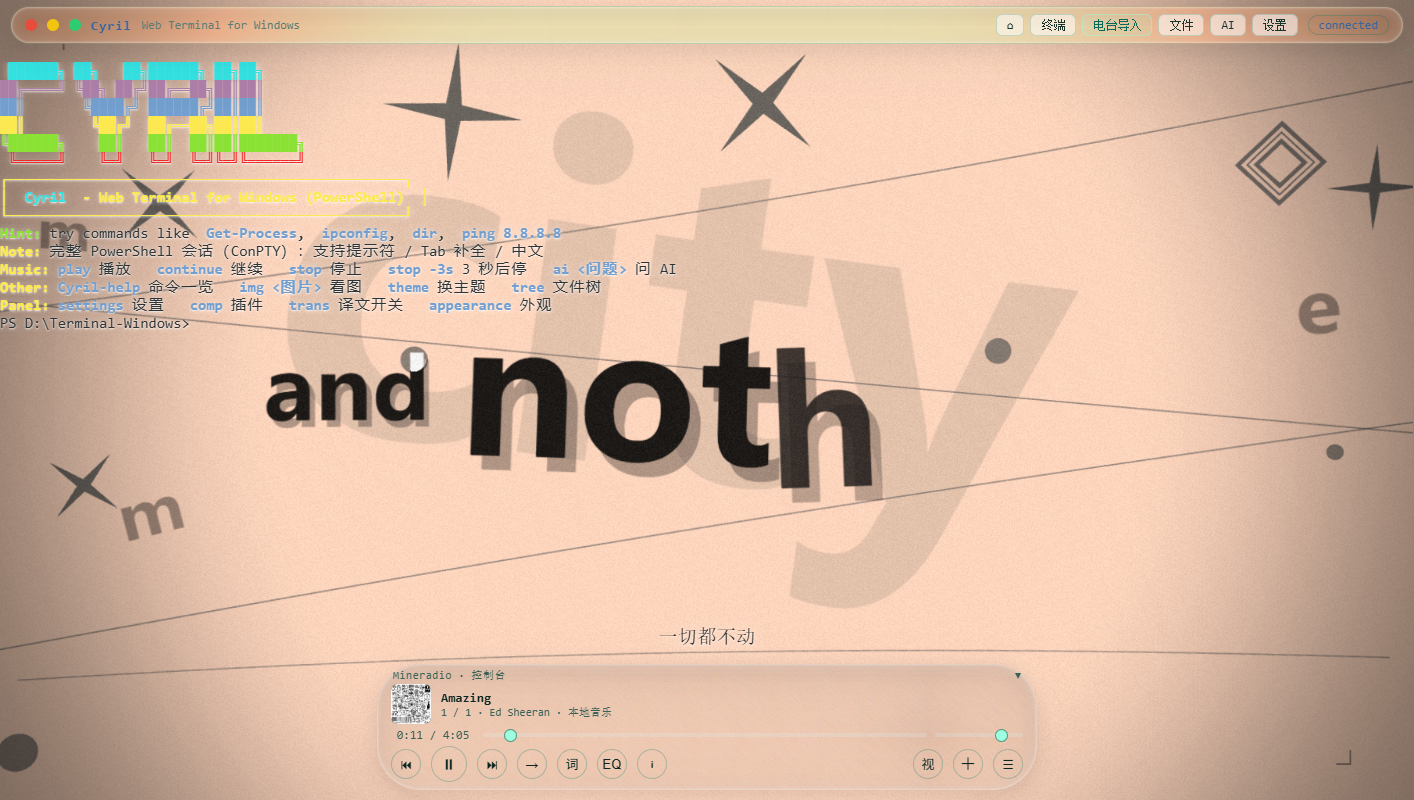 Cyril Web Terminal for Windows ⌂ 终端 电台导入 文件 AI 设置 connected
CYRIL
Cyril - Web Terminal for Windows (PowerShell)
Hint: try commands like Get-Process, ipconfig, dir, ping 8.8.8.8
Note: 完整 PowerShell 会话 (ConPTY) : 支持提示符 / Tab 补全 / 中文
Music: play 播放 continue 继续 stop 停止 stop -3s 3 秒后停 ai <问题> 问 AI
Other: Cyril-help 命令一览 img <图片> 看图 theme 换主题 tree 文件树
Panel: settings 设置 comp 插件 trans 译文开关 appearance 外观
PS D:\Terminal-Windows>
m
city
e
and noth
m
一切都不动
Mineradio · 控制台 ▼
Amazing
1 / 1 · Ed Sheeran · 本地音乐
0:11 / 4:05
⏮ ⏸ ⏭ → 词 EQ i 视 + ☰